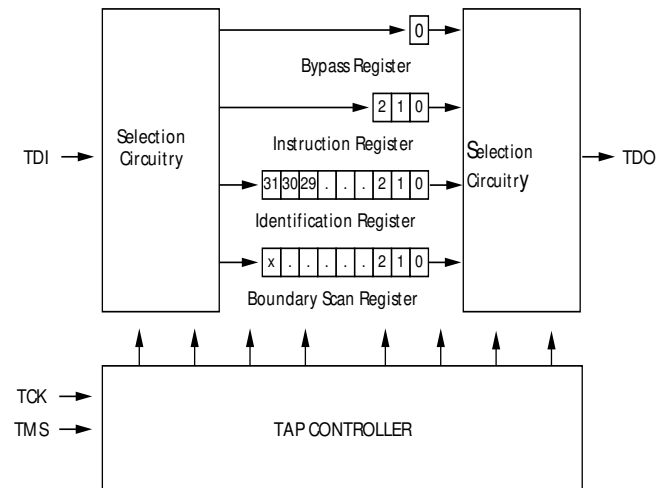 0
Bypass Register
2 1 0
Selection
Circuitry
Instruction Register
Selection
Circuitry
TDI
TDO
31 30 29 . . . 2 1 0
Identification Register
x . . . . . 2 1 0
Boundary Scan Register
TCK
TMS
TAP CONTROLLER